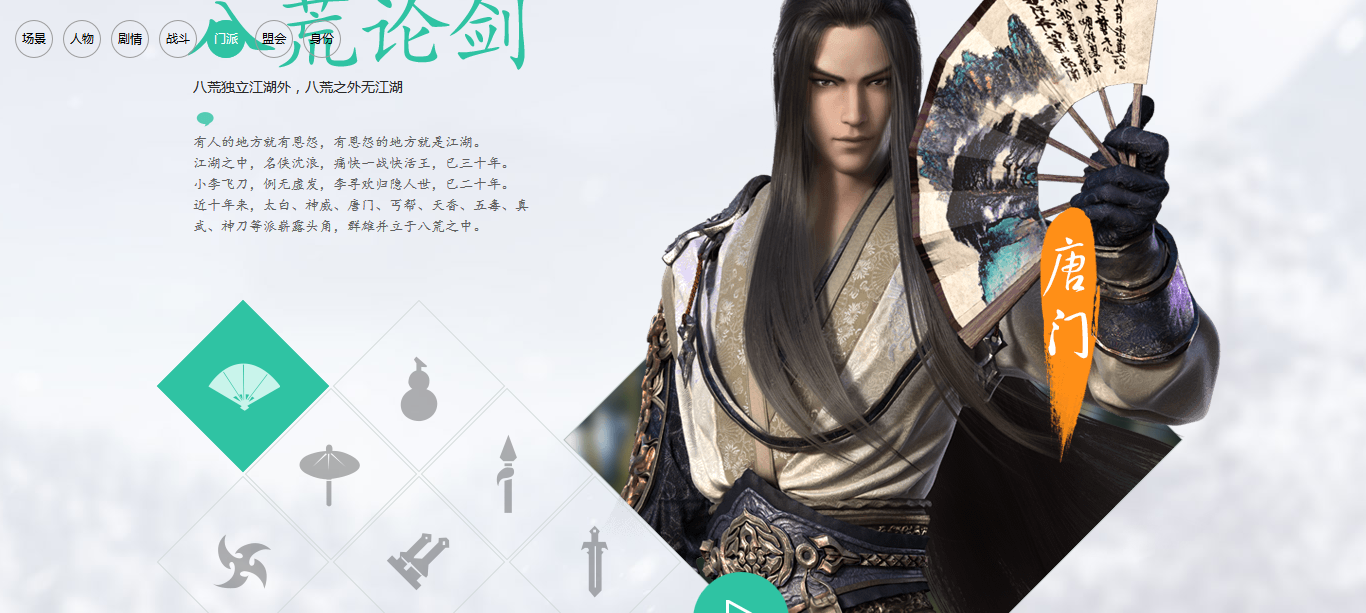 八荒论剑
场景 人物 剧情 战斗 门派 盟会 身份
八荒独立江湖外，八荒之外无江湖
有人的地方就有恩怨，有恩怨的地方就是江湖。
江湖之中，名侠沈浪，痛快一战快活王，已三十年。
小李飞刀，例无虚发，李寻欢归隐人世，已二十年。
近十年来，太白、神威、唐门、丐帮、天香、五毒、真
武、神刀等派崭露头角，群雄并立于八荒之中。
唐门